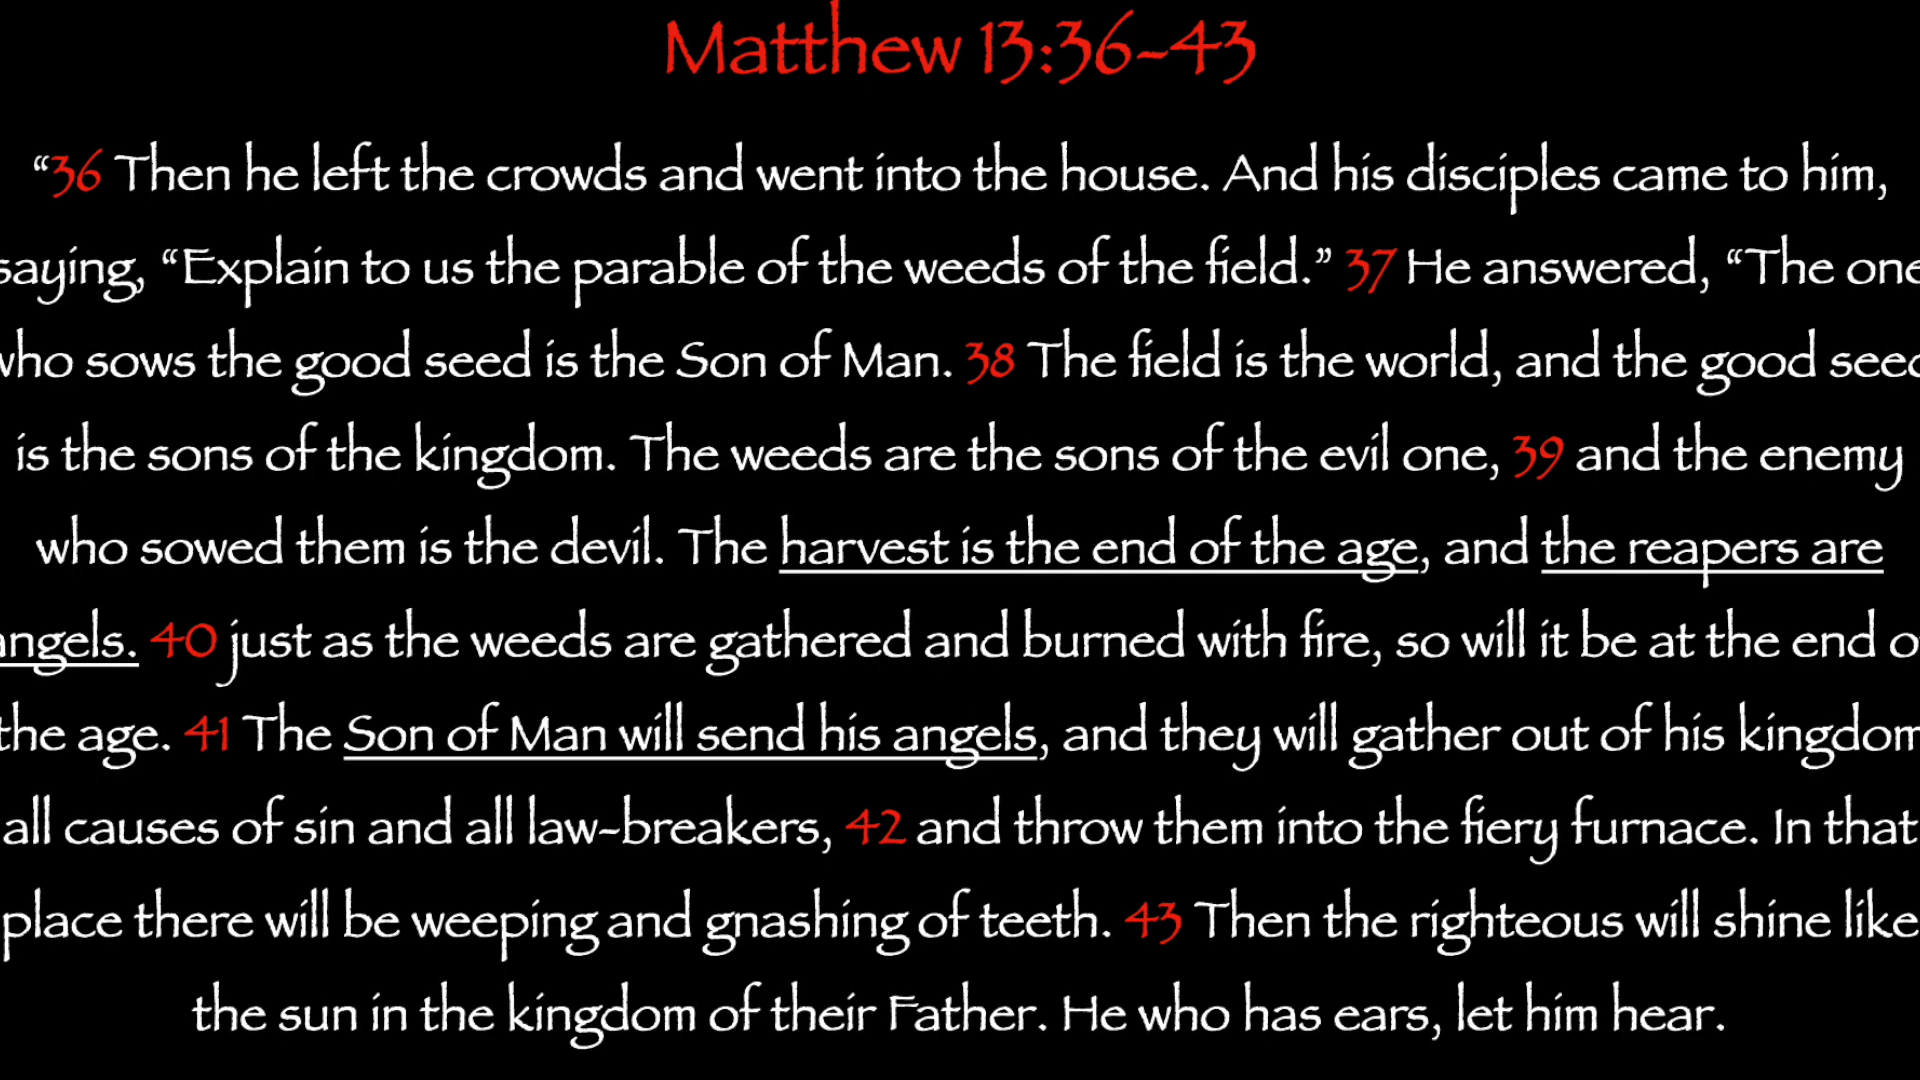 Matthew 13:36-43
“36 Then he left the crowds and went into the house. And his disciples came to him,
saying, “Explain to us the parable of the weeds of the field.” 37 He answered, “The one
who sows the good seed is the Son of Man. 38 The field is the world, and the good seed
is the sons of the kingdom. The weeds are the sons of the evil one, 39 and the enemy
who sowed them is the devil. The harvest is the end of the age, and the reapers are
angels. 40 just as the weeds are gathered and burned with fire, so will it be at the end o
the age. 41 The Son of Man will send his angels, and they will gather out of his kingdom
all causes of sin and all law-breakers, 42 and throw them into the fiery furnace. In that
place there will be weeping and gnashing of teeth. 43 Then the righteous will shine like
the sun in the kingdom of their Father. He who has ears, let him hear.